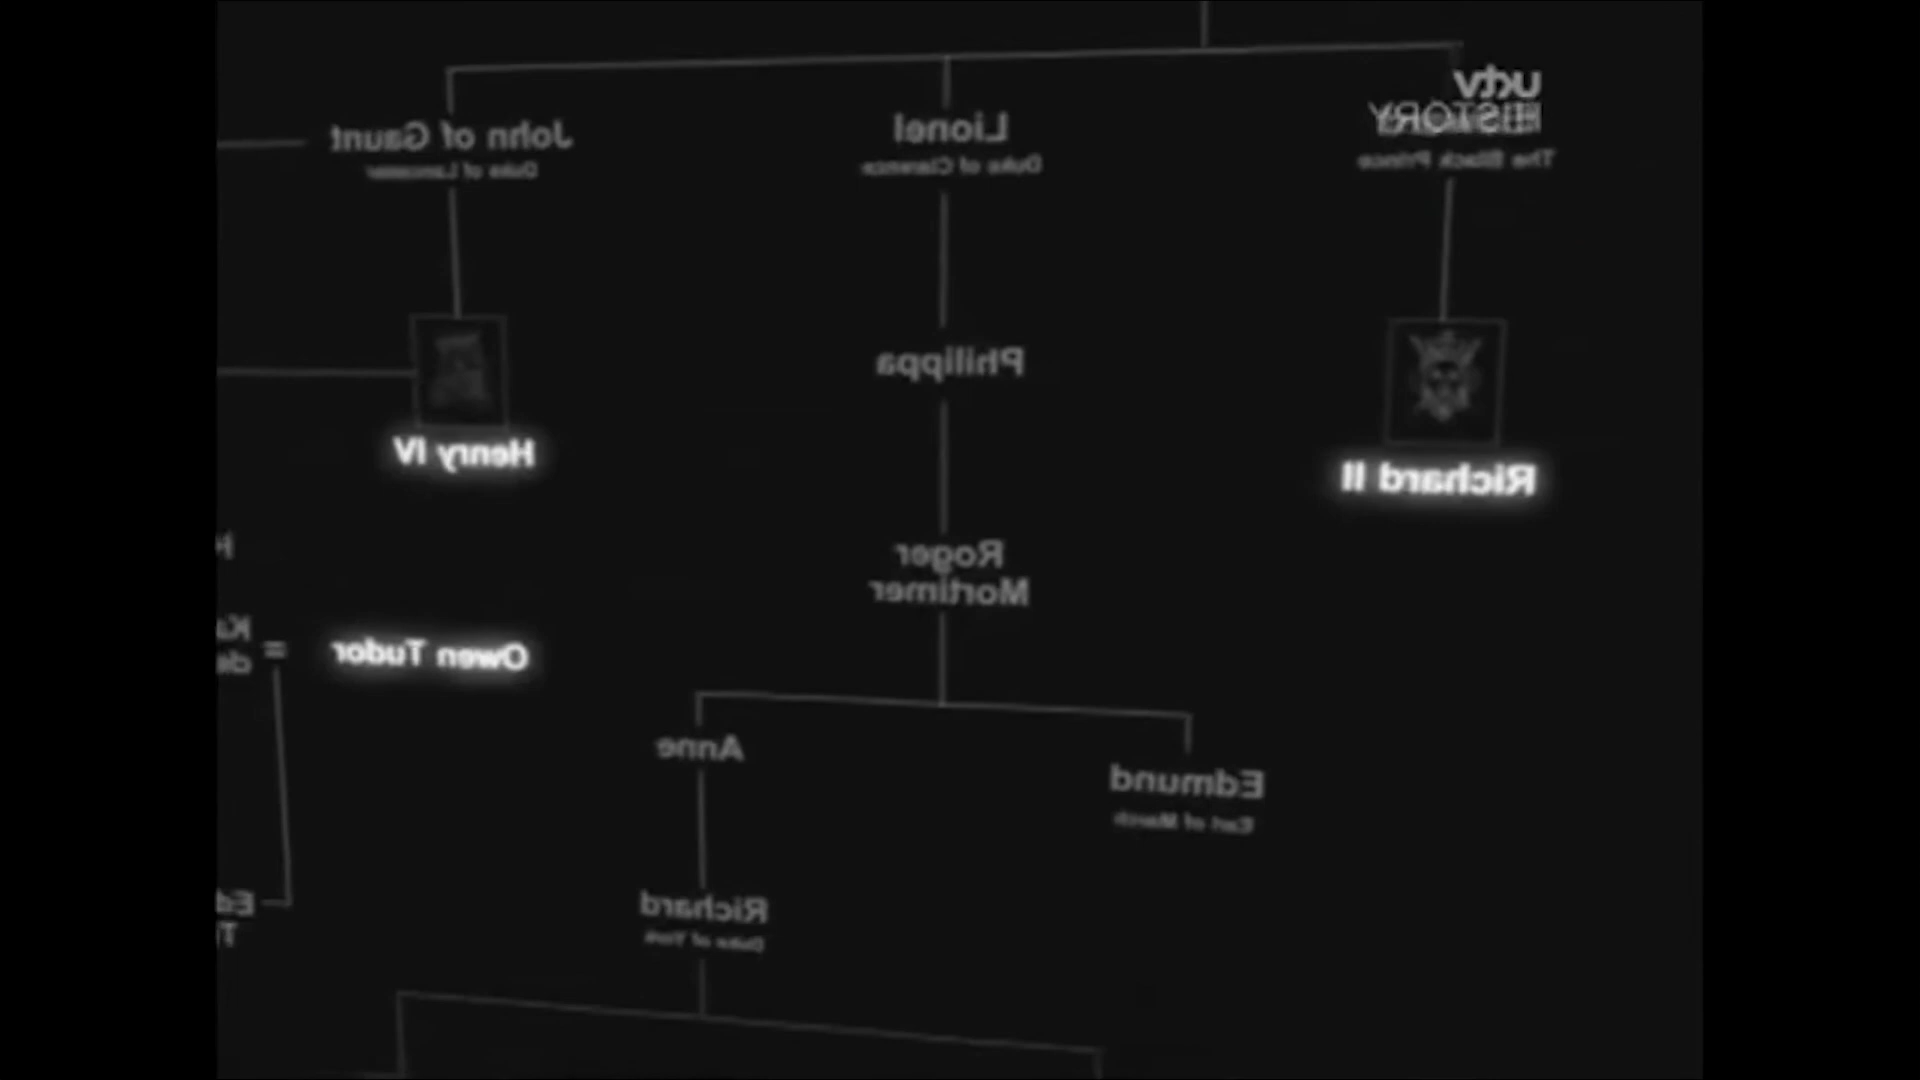 uktv
HISTORY
The Black Prince
Lionel
Duke of Clarence
John of Gaunt
Duke of Lancaster
Richard II
Philippa
Henry IV
Roger
Mortimer
Owen Tudor
=
Edmund
Earl of March
Anne
Richard
Duke of York